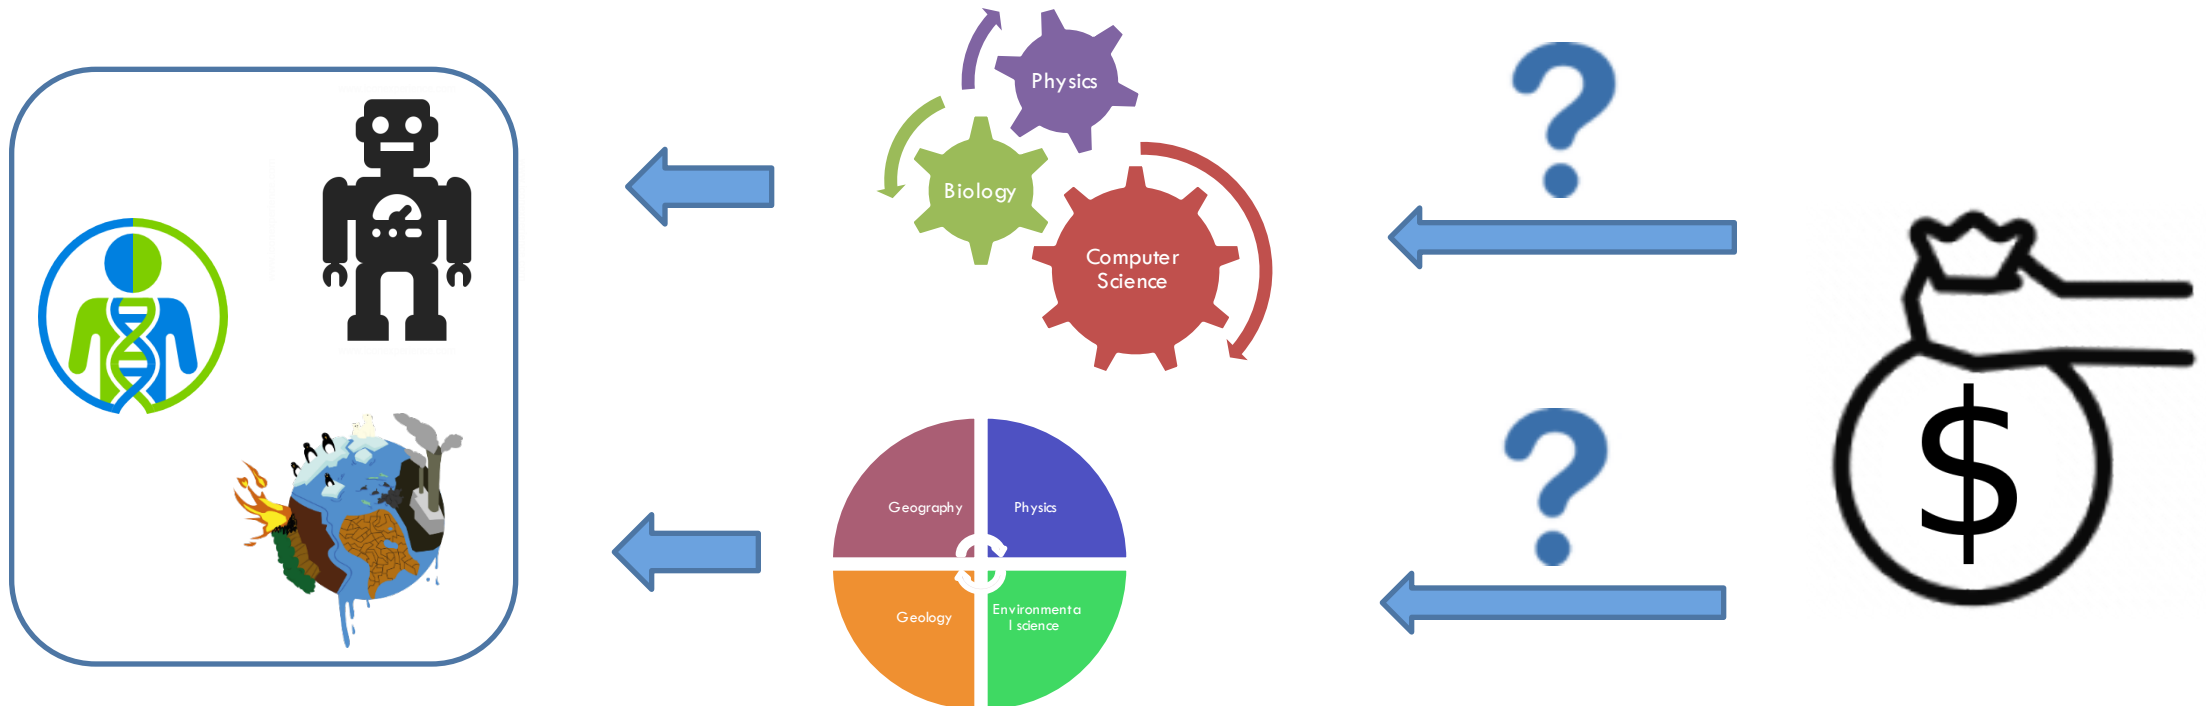 Physics
Biology
Computer
Science
?
Geography
Physics
Geology
Environmenta
l science
?
$